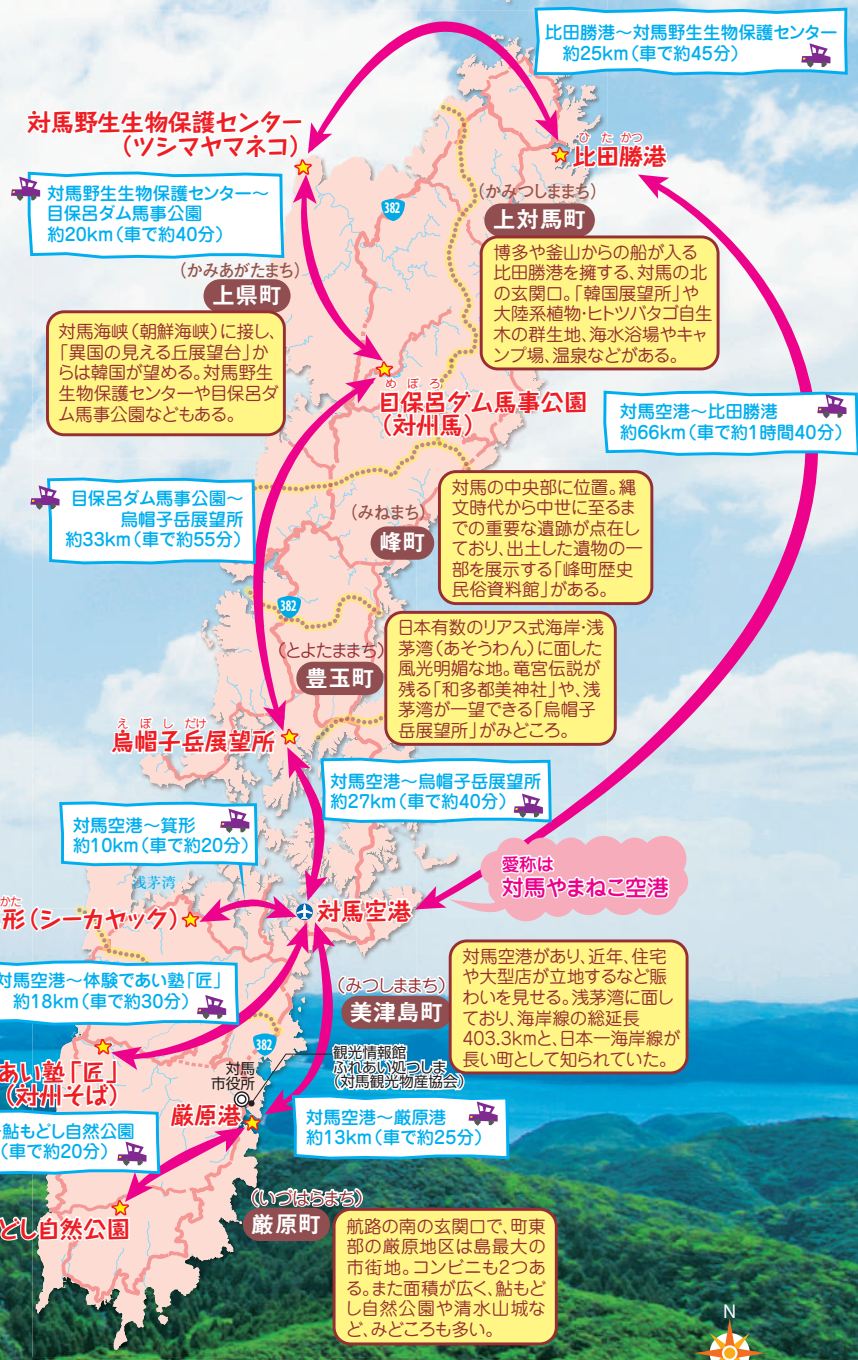 比田勝港〜対馬野生生物保護センター
約25km(車で約45分)
対馬野生生物保護センター
(ツシマヤマネコ)
ひたかつ
比田勝港
対馬野生生物保護センター〜
目保呂ダム馬事公園
約20km(車で約40分)
382
(かみつしままち)
上対馬町
博多や釜山からの船が入る
比田勝港を擁する、対馬の北
の玄関口。「韓国展望所」や
大陸系植物・ヒトツバタゴ自生
木の群生地、海水浴場やキャ
ンプ場、温泉などがある。
(かみあがたまち)
上県町
対馬海峡(朝鮮海峡)に接し、
「異国の見える丘展望台」か
らは韓国が望める。対馬野生
生物保護センターや目保呂ダ
ム馬事公園などもある。
めぼろ
目保呂ダム馬事公園
(対州馬)
対馬空港〜比田勝港
約66km(車で約1時間40分)
目保呂ダム馬事公園〜
烏帽子岳展望所
約33km(車で約55分)
(みねまち)
峰町
対馬の中央部に位置。縄
文時代から中世に至るま
での重要な遺跡が点在し
ており、出土した遺物の一
部を展示する「峰町歴史
民俗資料館」がある。
382
(とよたままち)
豊玉町
日本有数のリアス式海岸・浅
茅湾(あそうわん)に面した
風光明媚な地。竜宮伝説が
残る「和多都美神社」や、浅
茅湾が一望できる「烏帽子
岳展望所」がみどころ。
えぼしだけ
烏帽子岳展望所
対馬空港〜烏帽子岳展望所
約27km(車で約40分)
対馬空港〜箕形
約10km(車で約20分)
浅茅湾
愛称は
対馬やまねこ空港
かた
形(シーカヤック)
対馬空港
対馬空港〜体験であい塾「匠」
約18km(車で約30分)
(みつしままち)
美津島町
対馬空港があり、近年、住宅
や大型店が立地するなど賑
わいを見せる。浅茅湾に面し
ており、海岸線の総延長
403.3kmと、日本一海岸線が
長い町として知られていた。
382
観光情報館
ふれあい処つしま
(対馬観光物産協会)
対馬
市役所
あい塾「匠」
(対州そば)
厳原港
対馬空港〜厳原港
約13km(車で約25分)
鮎もどし自然公園
(車で約20分)
どし自然公園
(いづはらまち)
厳原町
航路の南の玄関口で、町東
部の厳原地区は島最大の
市街地。コンビニも2つあ
る。また面積が広く、鮎もど
し自然公園や清水山城な
ど、みどころも多い。
N